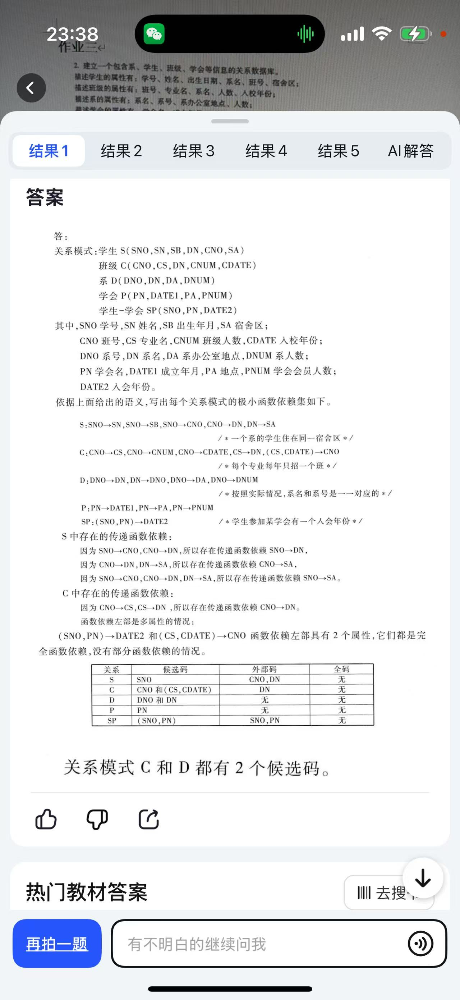 23:38
作业三
2. 建立一个包含系、学生、班级、学会等信息的关系数据库。
描述学生的属性有：学号、姓名、出生日期、系名、班号、宿舍区；
描述班级的属性有：班号、专业名、系名、人数、入校年份；
描述系的属性有：系名、系号、系办公室地点、人数；
结果1 结果2 结果3 结果4 结果5 AI解答
答案
答：
关系模式:学生 S(SNO,SN,SB,DN,CNO,SA)
班级 C(CNO,CS,DN,CNUM,CDATE)
系 D(DNO,DN,DA,DNUM)
学会 P(PN,DATE1,PA,PNUM)
学生-学会 SP(SNO,PN,DATE2)
其中,SNO 学号,SN 姓名,SB 出生年月,SA 宿舍区；
CNO 班号,CS 专业名,CNUM 班级人数,CDATE 入校年份；
DNO 系号,DN 系名,DA 系办公室地点,DNUM 系人数；
PN 学会名,DATE1 成立年月,PA 地点,PNUM 学会会员人数；
DATE2 入会年份。
依据上面给出的语义,写出每个关系模式的极小函数依赖集如下。
S:SNO→SN,SNO→SB,SNO→CNO,CNO→DN,DN→SA
/*一个系的学生住在同一宿舍区*/
C:CNO→CS,CNO→CNUM,CNO→CDATE,CS→DN,(CS,CDATE)→CNO
/*每个专业每年只招一个班*/
D:DNO→DN,DN→DNO,DNO→DA,DNO→DNUM
/*按照实际情况,系名和系号是一一对应的*/
P:PN→DATE1,PN→PA,PN→PNUM
SP:(SNO,PN)→DATE2 /*学生参加某学会有一个入会年份*/
S 中存在的传递函数依赖：
因为 SNO→CNO,CNO→DN,所以存在传递函数依赖 SNO→DN,
因为 CNO→DN,DN→SA,所以存在传递函数依赖 CNO→SA,
因为 SNO→CNO,CNO→DN,DN→SA,所以存在传递函数依赖 SNO→SA。
C 中存在的传递函数依赖：
因为 CNO→CS,CS→DN ,所以存在传递函数依赖 CNO→DN。
函数依赖左部是多属性的情况：
(SNO,PN)→DATE2 和(CS,CDATE)→CNO 函数依赖左部具有 2 个属性,它们都是完
全函数依赖,没有部分函数依赖的情况。
关系 候选码 外部码 全码
S SNO CNO,DN 无
C CNO 和(CS,CDATE) DN 无
D DNO 和 DN 无 无
P PN 无 无
SP (SNO,PN) SNO,PN 无
关系模式 C 和 D 都有 2 个候选码。
热门教材答案
去搜
再拍一题
有不明白的继续问我